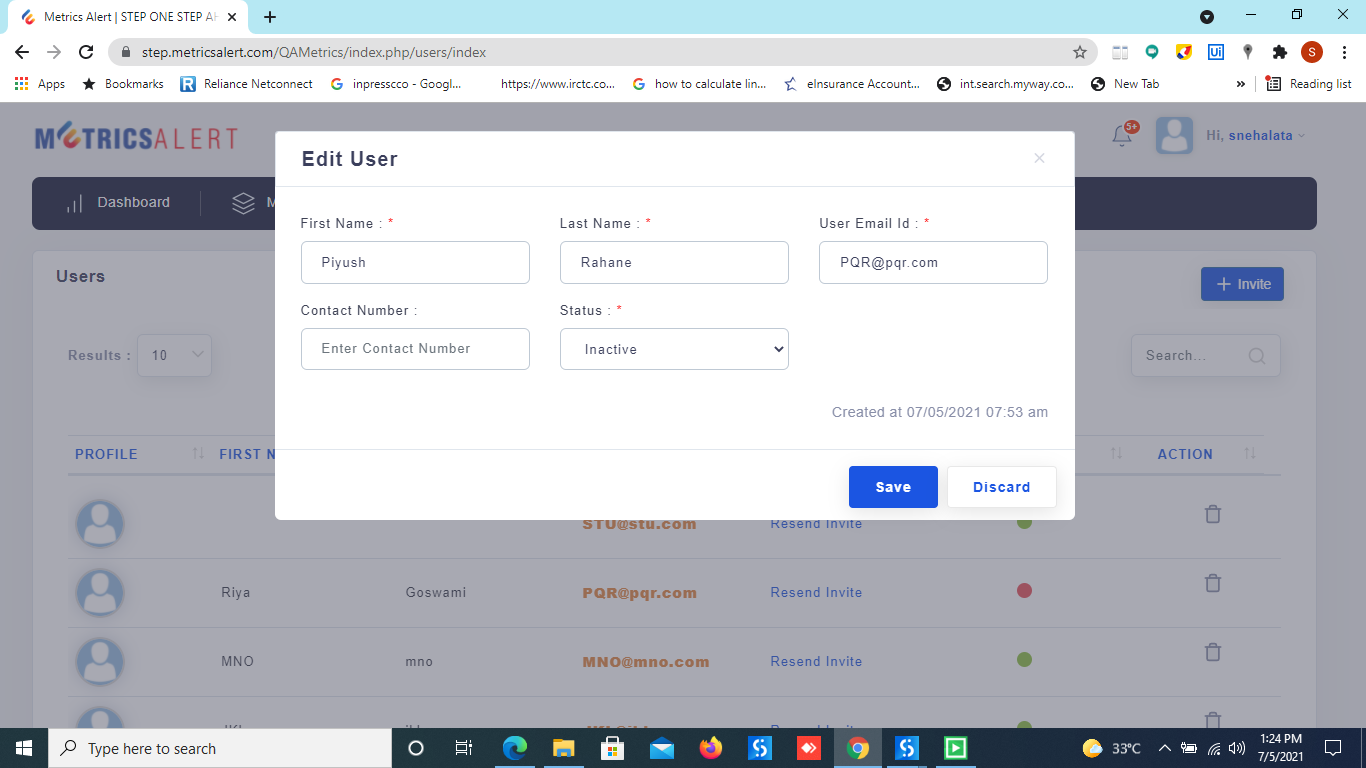 Metrics Alert | STEP ONE STEP AH
step.metricsalert.com/QAMetrics/index.php/users/index
S
Apps Bookmarks Reliance Netconnect inpresscco - Googl... https://www.irctc.co... how to calculate lin... eInsurance Account... int.search.myway.co... New Tab » Reading list
METRICSALERT
5+
Hi, snehalata
Dashboard
M
Edit User
×
First Name : *
Last Name : *
User Email Id : *
Piyush
Rahane
PQR@pqr.com
Contact Number :
Status : *
Enter Contact Number
Inactive
Created at 07/05/2021 07:53 am
Save
Discard
Users
+ Invite
Results :
10
Search...
PROFILE FIRST N ACTION
STU@stu.com Resend Invite
Riya Goswami PQR@pqr.com Resend Invite
MNO mno MNO@mno.com Resend Invite
Type here to search
33°C
1:24 PM
7/5/2021